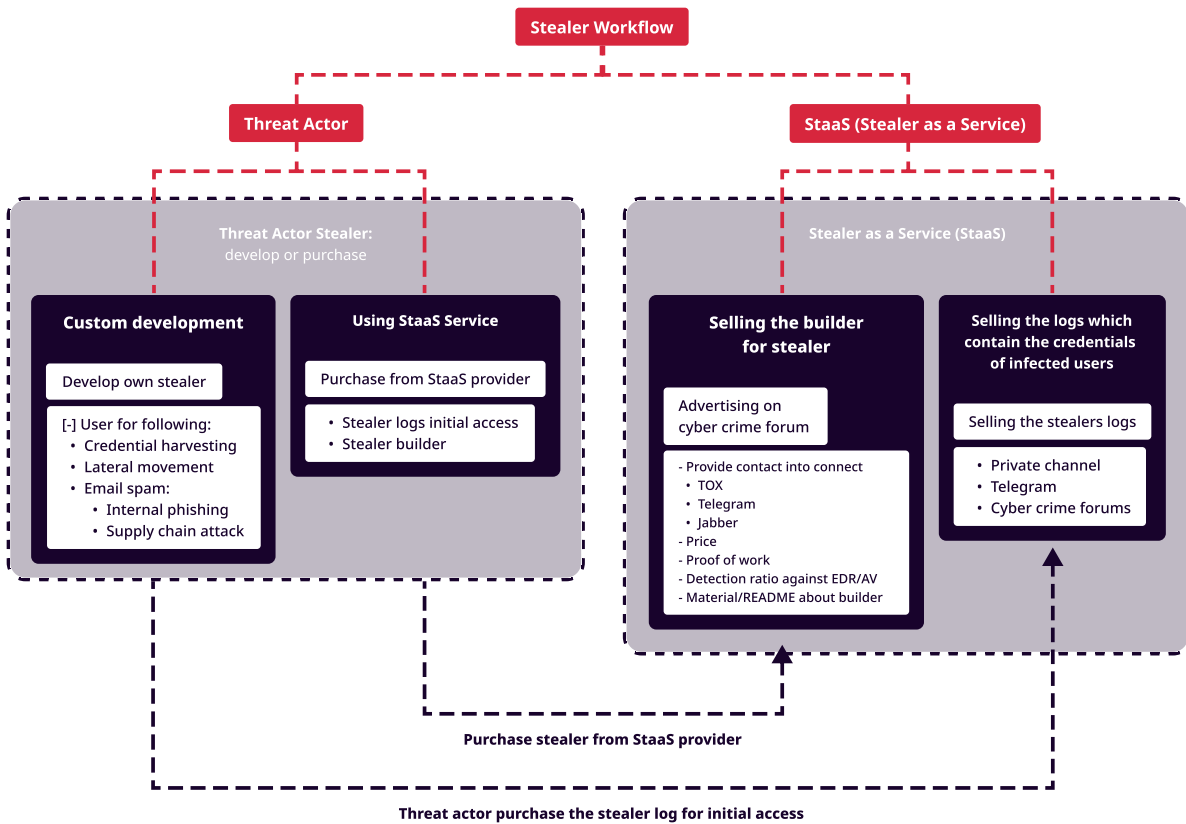 Stealer Workflow
Threat Actor
StaaS (Stealer as a Service)
Threat Actor Stealer:
develop or purchase
Custom development
Develop own stealer
[-] User for following:
• Credential harvesting
• Lateral movement
• Email spam:
• Internal phishing
• Supply chain attack
Using StaaS Service
Purchase from StaaS provider
• Stealer logs initial access
• Stealer builder
Stealer as a Service (StaaS)
Selling the builder
for stealer
Advertising on
cyber crime forum
- Provide contact into connect
• TOX
• Telegram
• Jabber
- Price
- Proof of work
- Detection ratio against EDR/AV
- Material/README about builder
Selling the logs which
contain the credentials
of infected users
Selling the stealers logs
• Private channel
• Telegram
• Cyber crime forums
Purchase stealer from StaaS provider
Threat actor purchase the stealer log for initial access